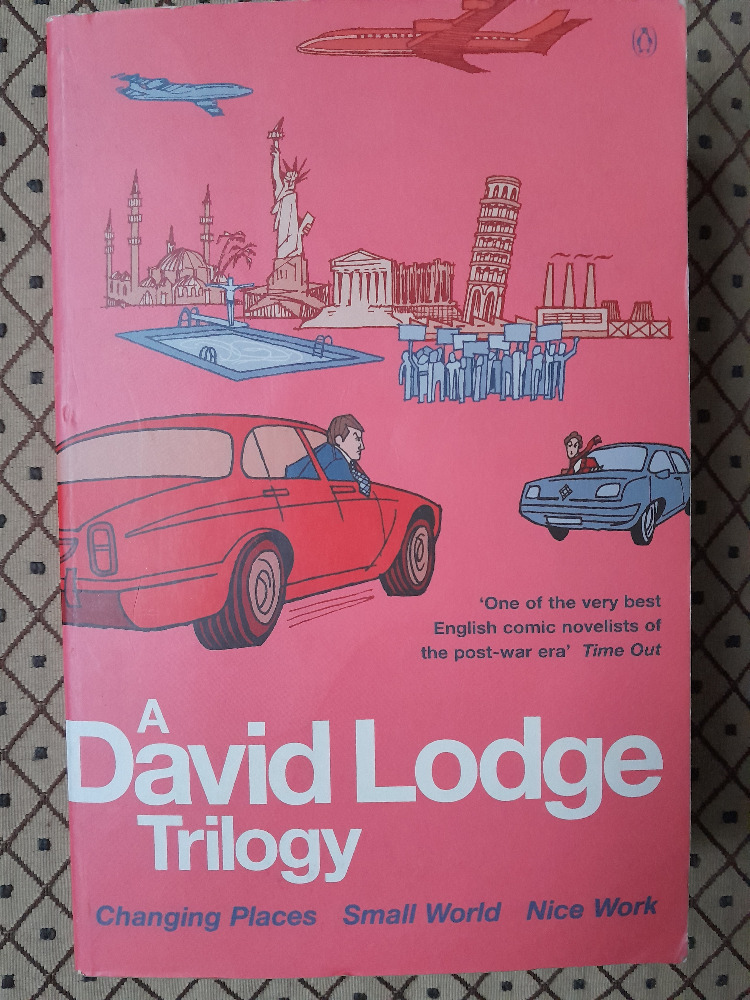 ‘One of the very best
English comic novelists of
the post-war era’ Time Out
A
David Lodge
Trilogy
Changing Places Small World Nice Work